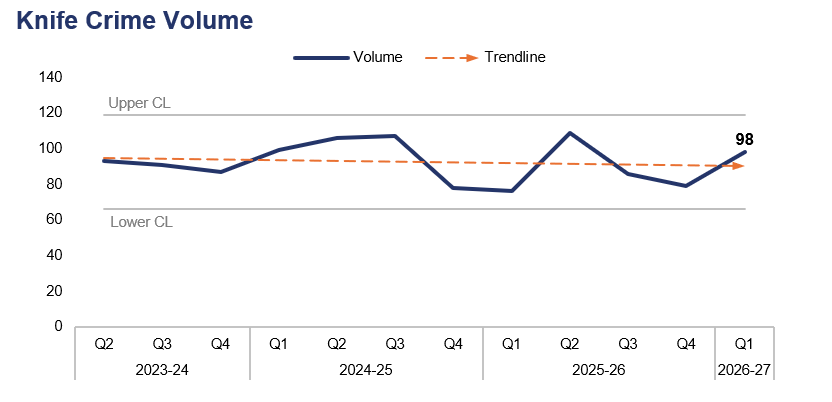 Knife Crime Volume
Volume Trendline
140
Upper CL
120
98
100
80
60
Lower CL
40
20
0
Q2 Q3 Q4 Q1 Q2 Q3 Q4 Q1 Q2 Q3 Q4 Q1
2023-24 2024-25 2025-26 2026-27